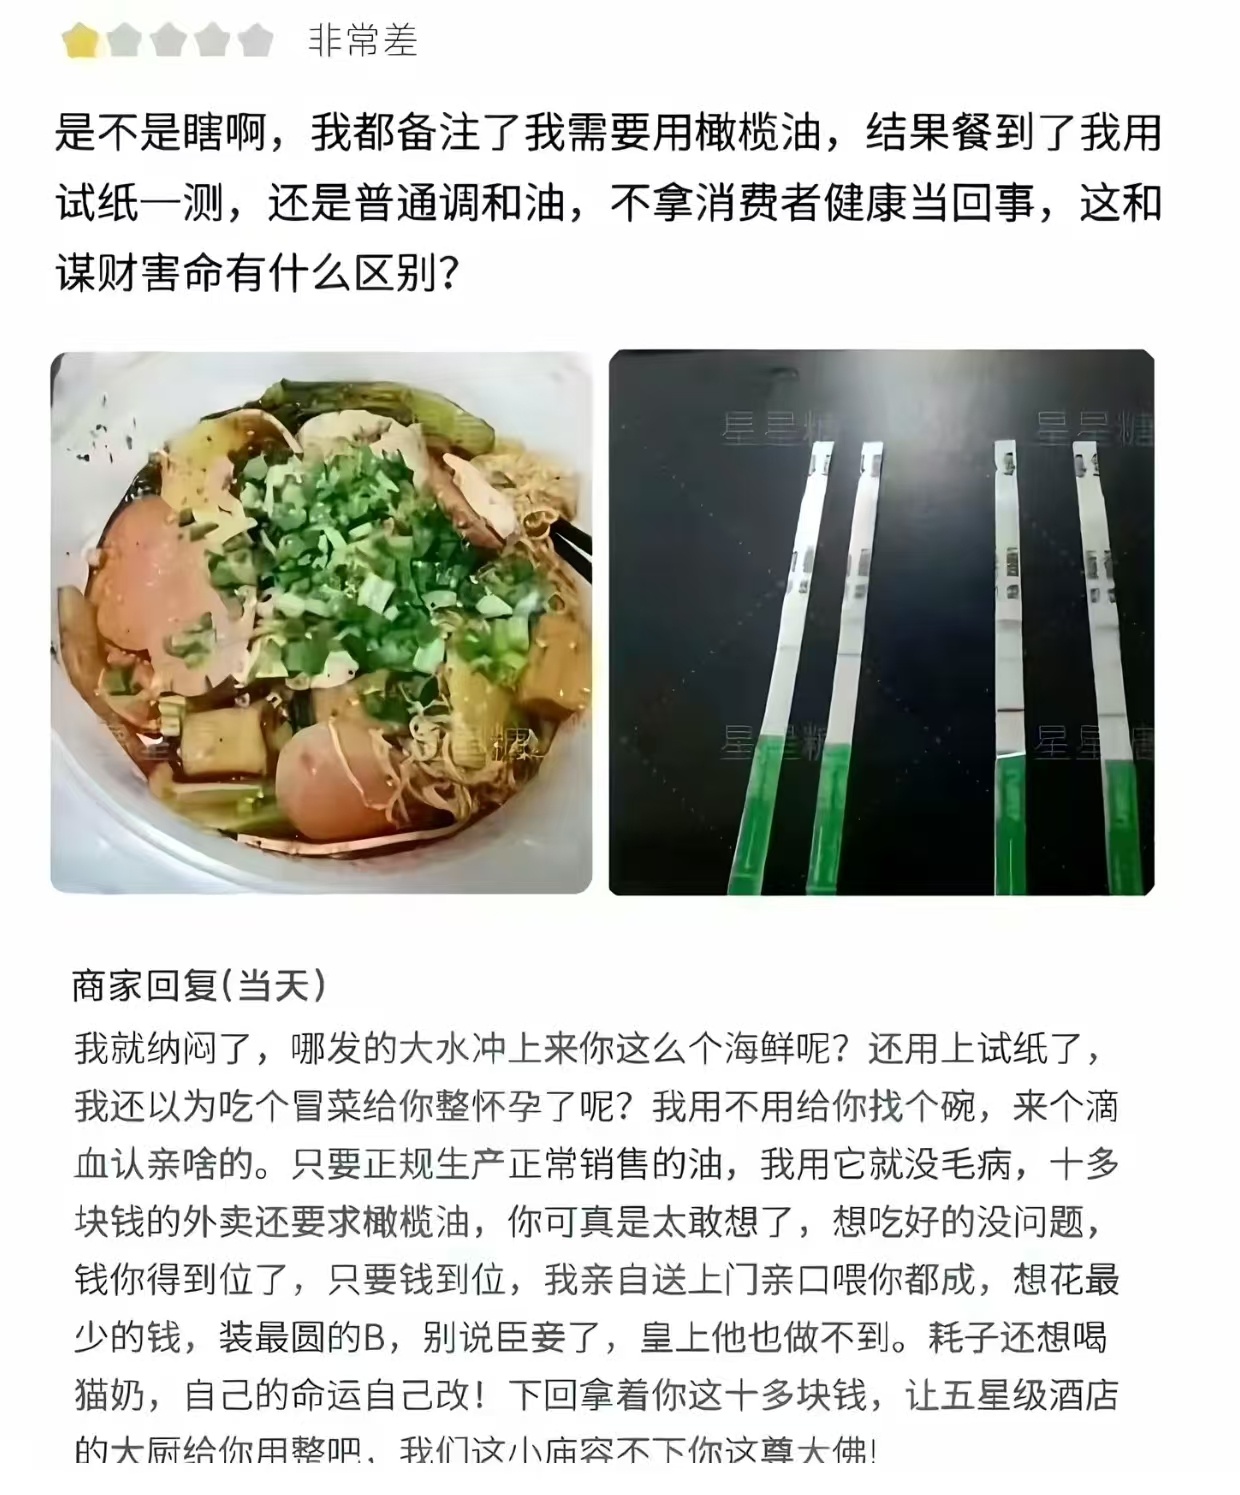 非常差
是不是瞎啊，我都备注了我需要用橄榄油，结果餐到了我用
试纸一测，还是普通调和油，不拿消费者健康当回事，这和
谋财害命有什么区别？
星星糖
星星糖
星星糖
星星糖
星星糖
星星糖
商家回复(当天)
我就纳闷了，哪发的大水冲上来你这么个海鲜呢？还用上试纸了，
我还以为吃个冒菜给你整怀孕了呢？我用不用给你找个碗，来个滴
血认亲啥的。只要正规生产正常销售的油，我用它就没毛病，十多
块钱的外卖还要求橄榄油，你可真是太敢想了，想吃好的没问题，
钱你得到位了，只要钱到位，我亲自送上门亲口喂你都成，想花最
少的钱，装最圆的B，别说臣妾了，皇上他也做不到。耗子还想喝
猫奶，自己的命运自己改！下回拿着你这十多块钱，让五星级酒店
的大厨给你用整吧，我们这小庙容不下你这尊大佛!